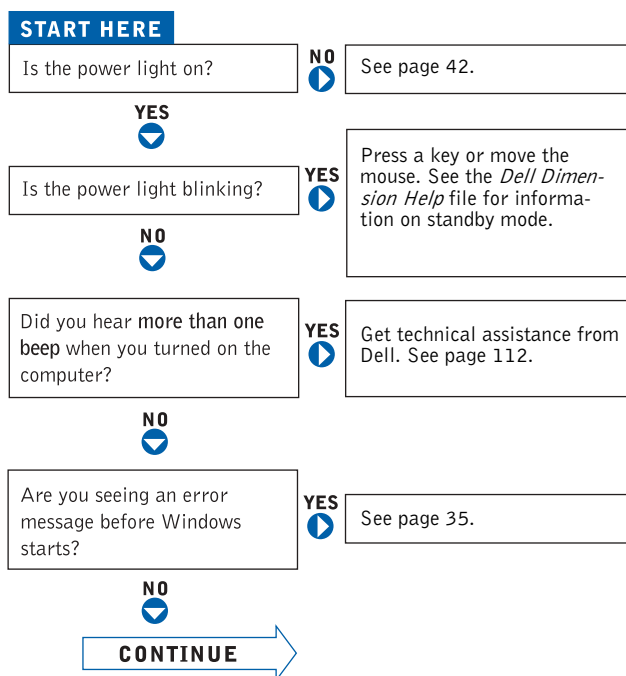 START HERE
Is the power light on?
NO
See page 42.
YES
Is the power light blinking?
YES
Press a key or move the
mouse. See the Dell Dimen-
sion Help file for informa-
tion on standby mode.
NO
Did you hear more than one
beep when you turned on the
computer?
YES
Get technical assistance from
Dell. See page 112.
NO
Are you seeing an error
message before Windows
starts?
YES
See page 35.
NO
CONTINUE